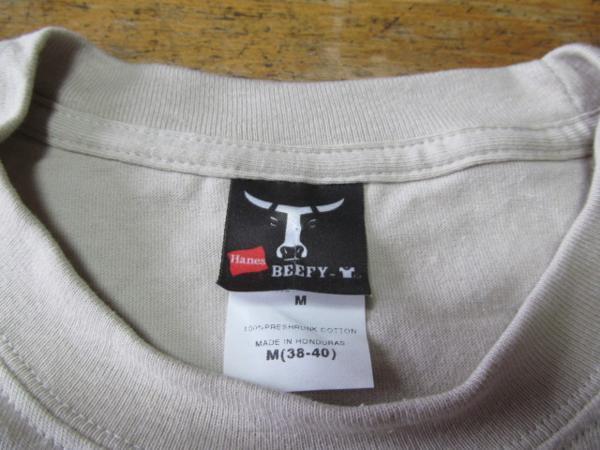 Hanes
BEEFY-T
M
100% PRESHRUNK COTTON
MADE IN HONDURAS
M(38-40)